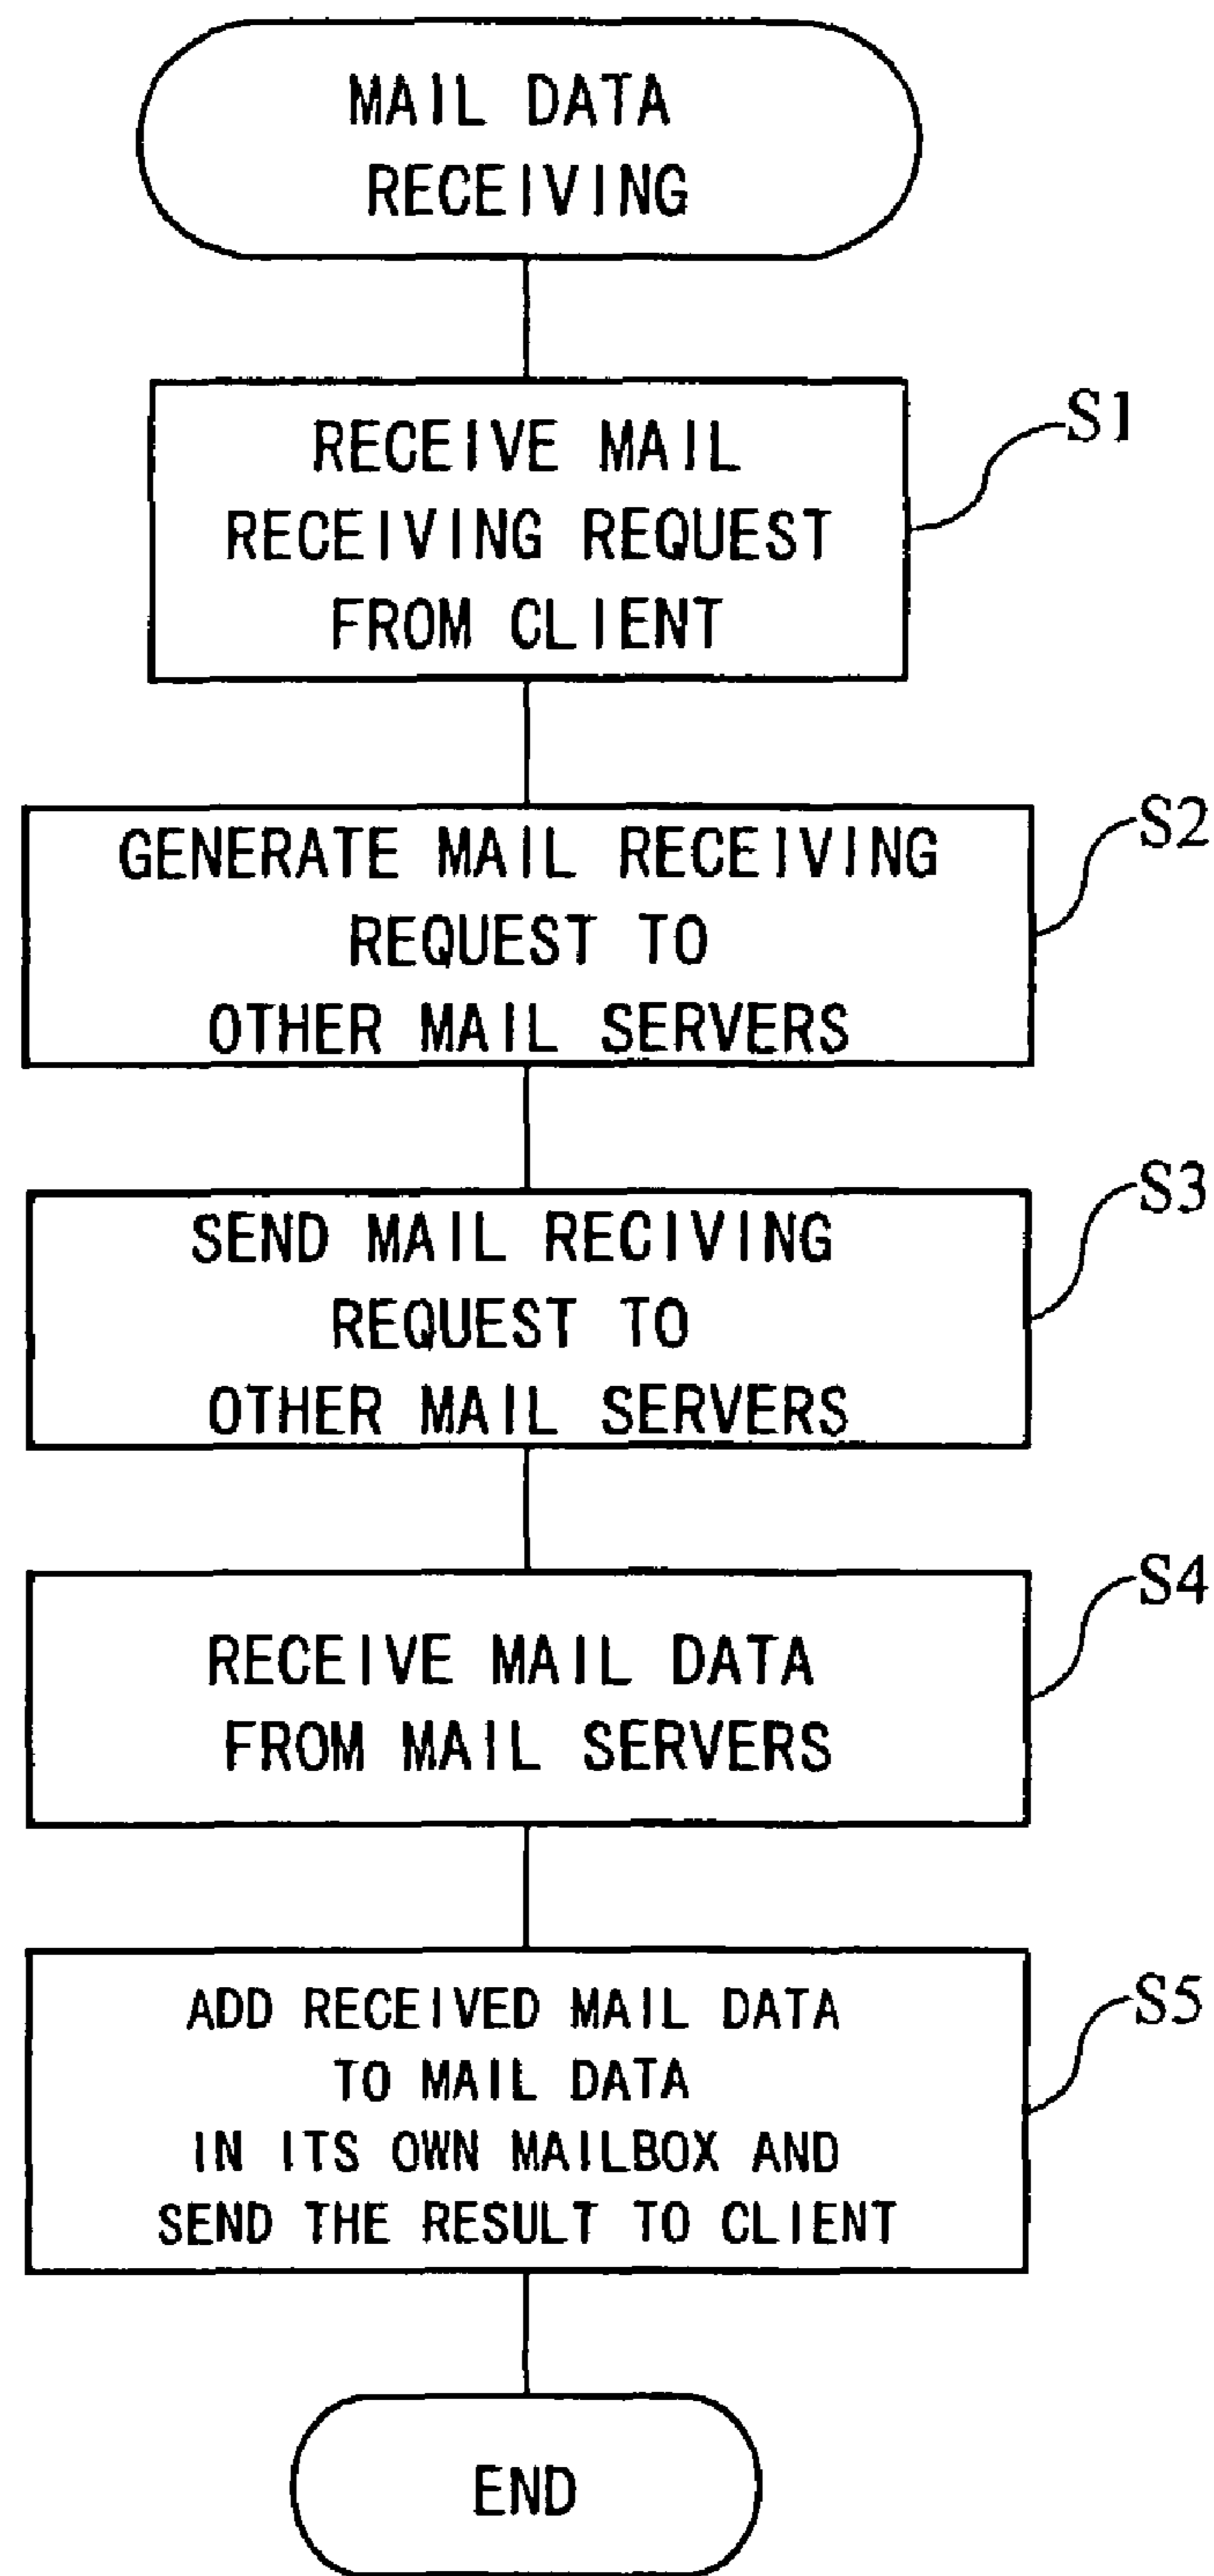 MAIL DATA
RECEIVING
RECEIVE MAIL
RECEIVING REQUEST
FROM CLIENT
S1
GENERATE MAIL RECEIVING
REQUEST TO
OTHER MAIL SERVERS
S2
SEND MAIL RECIVING
REQUEST TO
OTHER MAIL SERVERS
S3
RECEIVE MAIL DATA
FROM MAIL SERVERS
S4
ADD RECEIVED MAIL DATA
TO MAIL DATA
IN ITS OWN MAILBOX AND
SEND THE RESULT TO CLIENT
S5
END